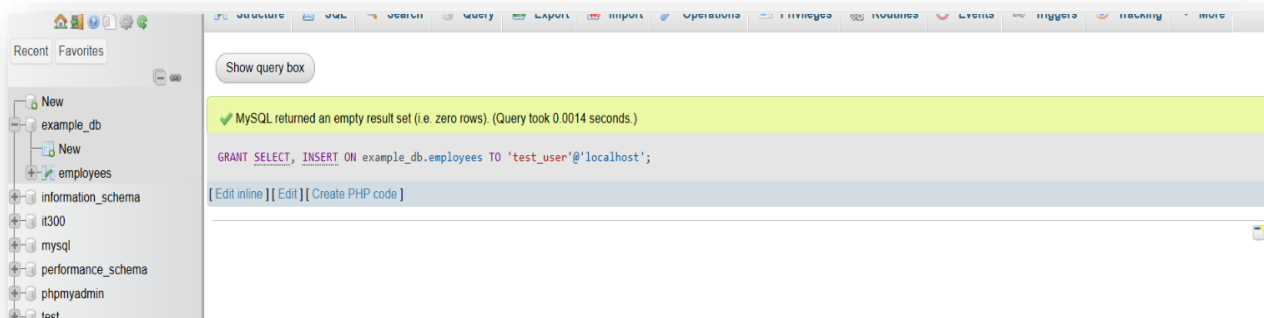 Structure SQL Search Query Export Import Operations Privileges Routines Events Triggers Tracking More
Recent Favorites
New
example_db
New
employees
information_schema
it300
mysql
performance_schema
phpmyadmin
test
Show query box
MySQL returned an empty result set (i.e. zero rows). (Query took 0.0014 seconds.)
GRANT SELECT, INSERT ON example_db.employees TO 'test_user'@'localhost';
[ Edit inline ] [ Edit ] [ Create PHP code ]